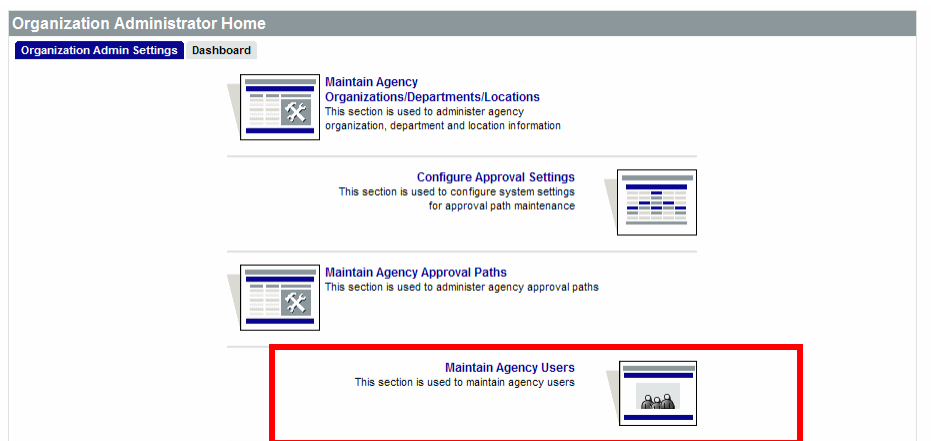 Organization Administrator Home
Organization Admin Settings Dashboard
Maintain Agency
Organizations/Departments/Locations
This section is used to administer agency
organization, department and location information
Configure Approval Settings
This section is used to configure system settings
for approval path maintenance
Maintain Agency Approval Paths
This section is used to administer agency approval paths
Maintain Agency Users
This section is used to maintain agency users